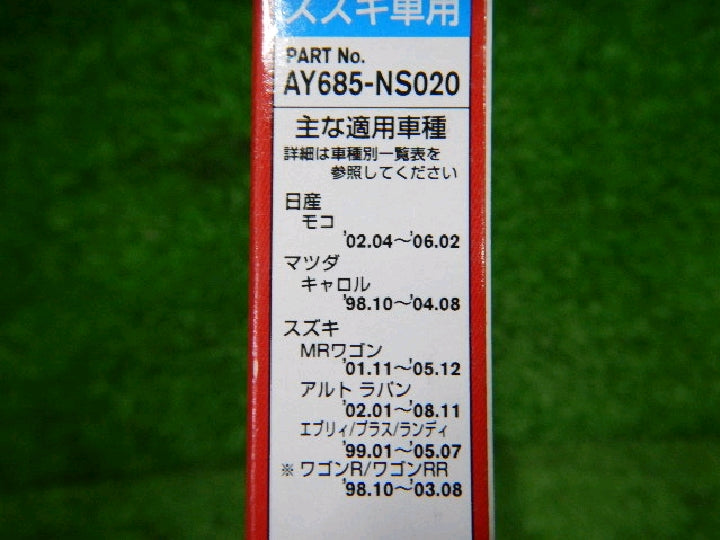 スズキ車用
PART No.
AY685-NS020
主な適用車種
詳細は車種別一覧表を
参照してください
日産
モコ
'02.04～'06.02
マツダ
キャロル
'98.10～'04.08
スズキ
MRワゴン
'01.11～'05.12
アルト ラパン
'02.01～'08.11
エブリィ/プラス/ランディ
'99.01～'05.07
※ ワゴンR/ワゴンRR
'98.10～'03.08